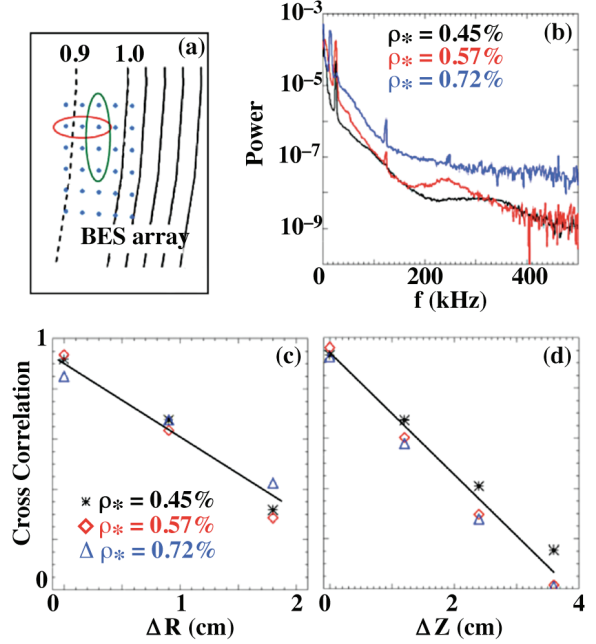 (a)
0.9 1.0
BES array
(b)
ρ* = 0.45%
ρ* = 0.57%
ρ* = 0.72%
Power
10⁻³
10⁻⁵
10⁻⁷
10⁻⁹
0 200 400
f (kHz)
(c)
Cross Correlation
1
0
ρ* = 0.45%
ρ* = 0.57%
ρ* = 0.72%
0 1 2
ΔR (cm)
(d)
0 2 4
ΔZ (cm)